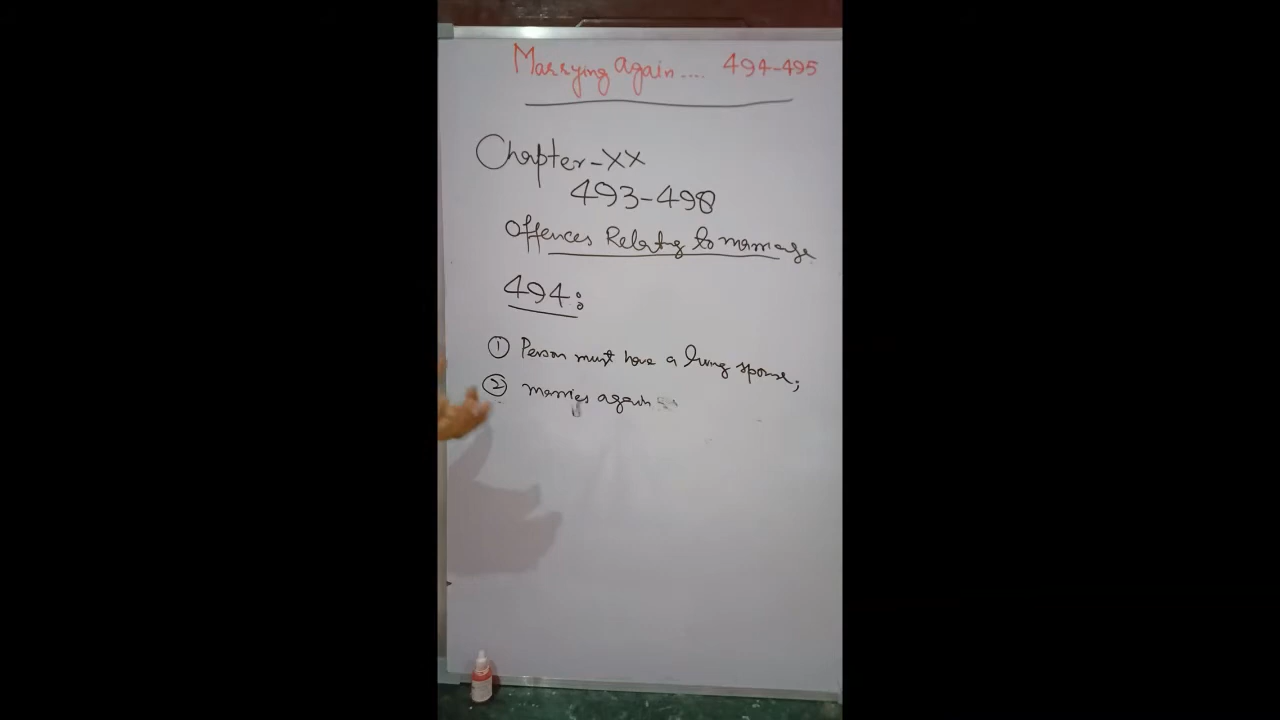 Marrying again.... 494-495
Chapter-XX
493-498
Offences Relating to marriage
494:
① Person must have a living spouse;
② marries again